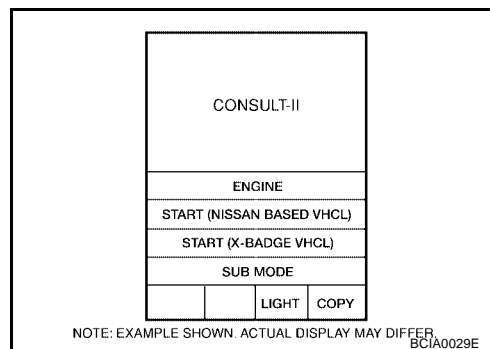 CONSULT-II
ENGINE
START (NISSAN BASED VHCL)
START (X-BADGE VHCL)
SUB MODE
LIGHT COPY
NOTE: EXAMPLE SHOWN. ACTUAL DISPLAY MAY DIFFER.
BCIA0029E